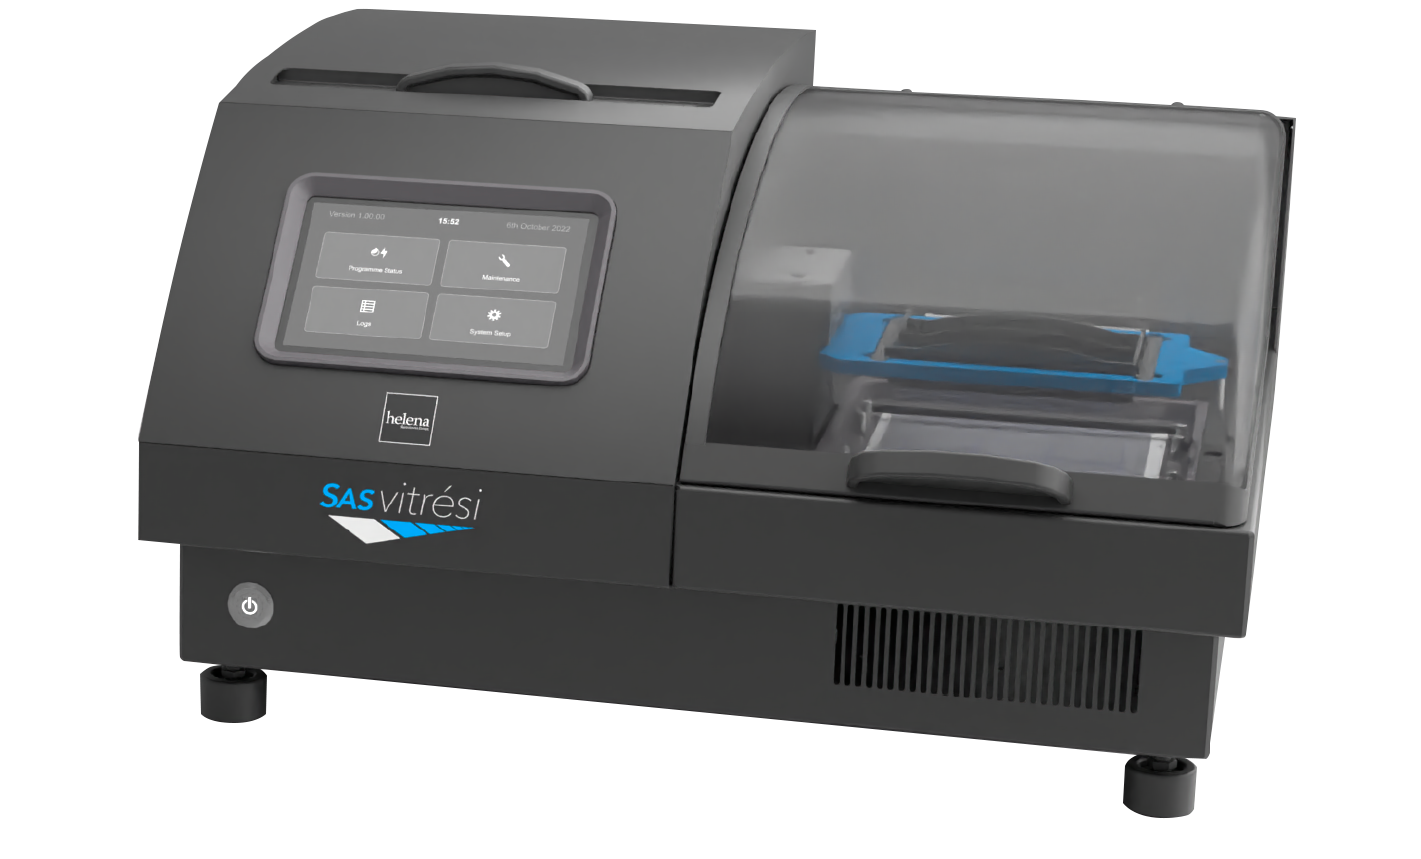 Version 1.00.00
15:52
6th October 2022
Programme Status
Maintenance
Logs
System Setup
helena
SAS vitrési